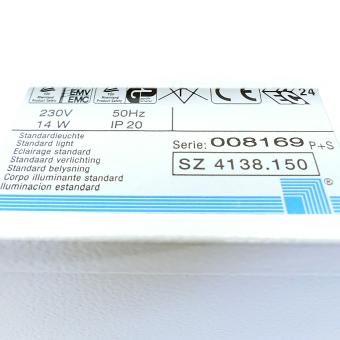 EMV
EMC
24
230V 50Hz
14 W IP 20
Standardleuchte
Standard light
Eclairage standard
Standaard verlichting
Standard belysning
Corpo illuminante standard
Illuminacion estandard
Serie: 008169 P+S
SZ 4138.150
®